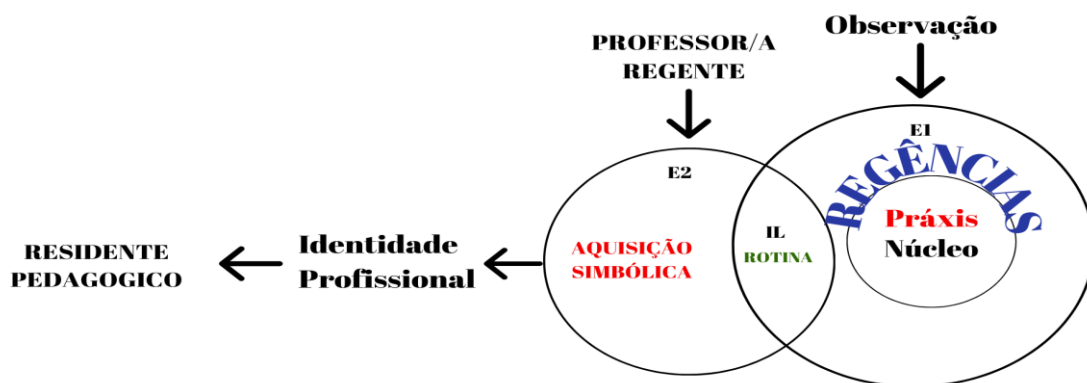 Observação
PROFESSOR/A
REGENTE
E1
E2
REGÊNCIAS
Práxis
Núcleo
IL
ROTINA
AQUISIÇÃO
SIMBÓLICA
Identidade
Profissional
RESIDENTE
PEDAGOGICO